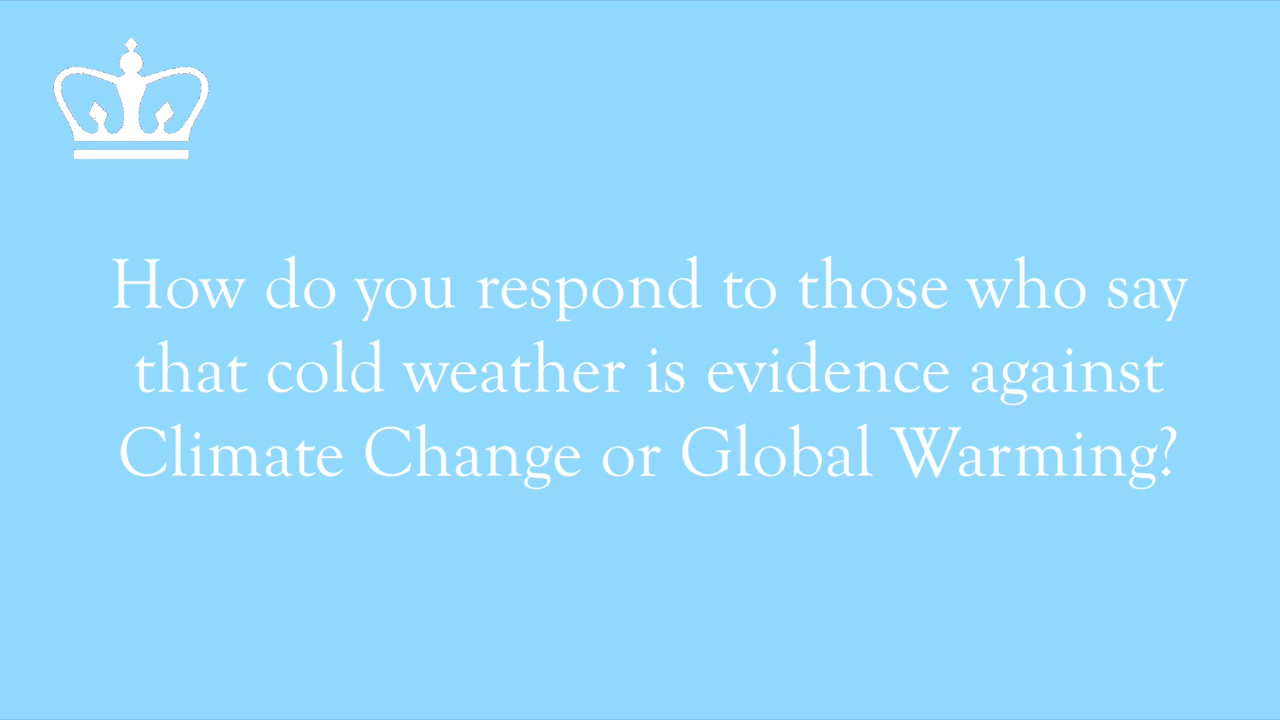 How do you respond to those who say
that cold weather is evidence against
Climate Change or Global Warming?